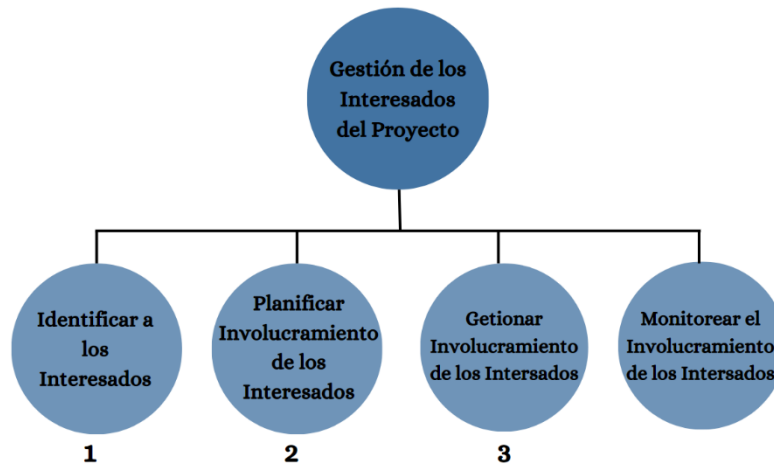 Gestión de los
Interesados
del Proyecto
Identificar a
los
Interesados
Planificar
Involucramiento
de los
Interesados
Getionar
Involucramiento
de los Intersados
Monitorear el
Involucramiento
de los Intersados
1
2
3